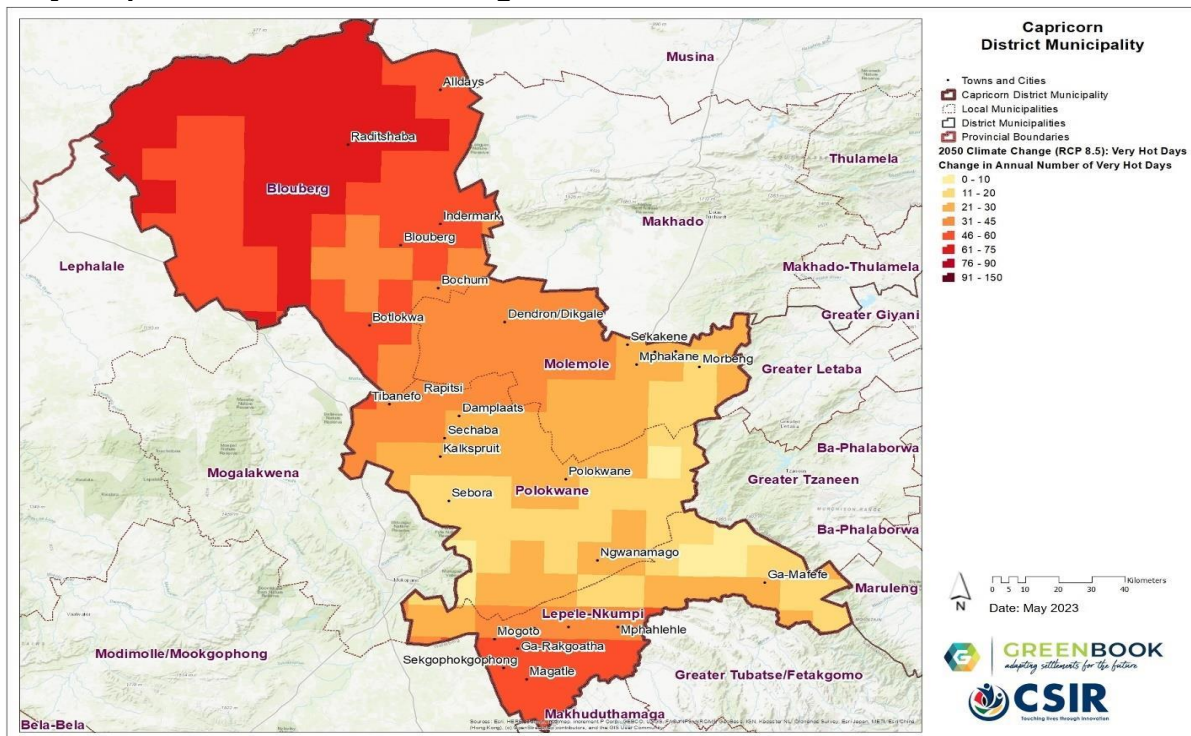 Capricorn
District Municipality
Towns and Cities
Capricorn District Municipality
Local Municipalities
District Municipalities
Provincial Boundaries
2050 Climate Change (RCP 8.5): Very Hot Days
Change in Annual Number of Very Hot Days
0 - 10
11 - 20
21 - 30
31 - 45
46 - 60
61 - 75
76 - 90
91 - 150
Musina
Alldays
Raditshaba
Thulamela
Blouberg
Indermark
Makhado
Blouberg
Lephalale
Makhado-Thulamela
Bochum
Greater Giyani
Botlokwa
Dendron/Dikgale
Sekakene
Molemole
Mphakane
Morbeng
Greater Letaba
Rapitsi
Tibanefo
Damplaats
Sechaba
Kalkspruit
Ba-Phalaborwa
Mogalakwena
Polokwane
Greater Tzaneen
Sebora
Polokwane
Ba-Phalaborwa
Ngwanamago
Ga-Mafefe
Maruleng
Lepele-Nkumpi
Mogoto
Mphahlehle
Ga-Rakgoatha
Modimolle/Mookgophong
Sekgophokgophong
Magatle
Greater Tubatse/Fetakgomo
Makhuduthamaga
Bela-Bela
N
0 5 10 20 30 40
Kilometers
Date: May 2023
GREENBOOK
adapting settlements for the future
CSIR
Touching lives through innovation